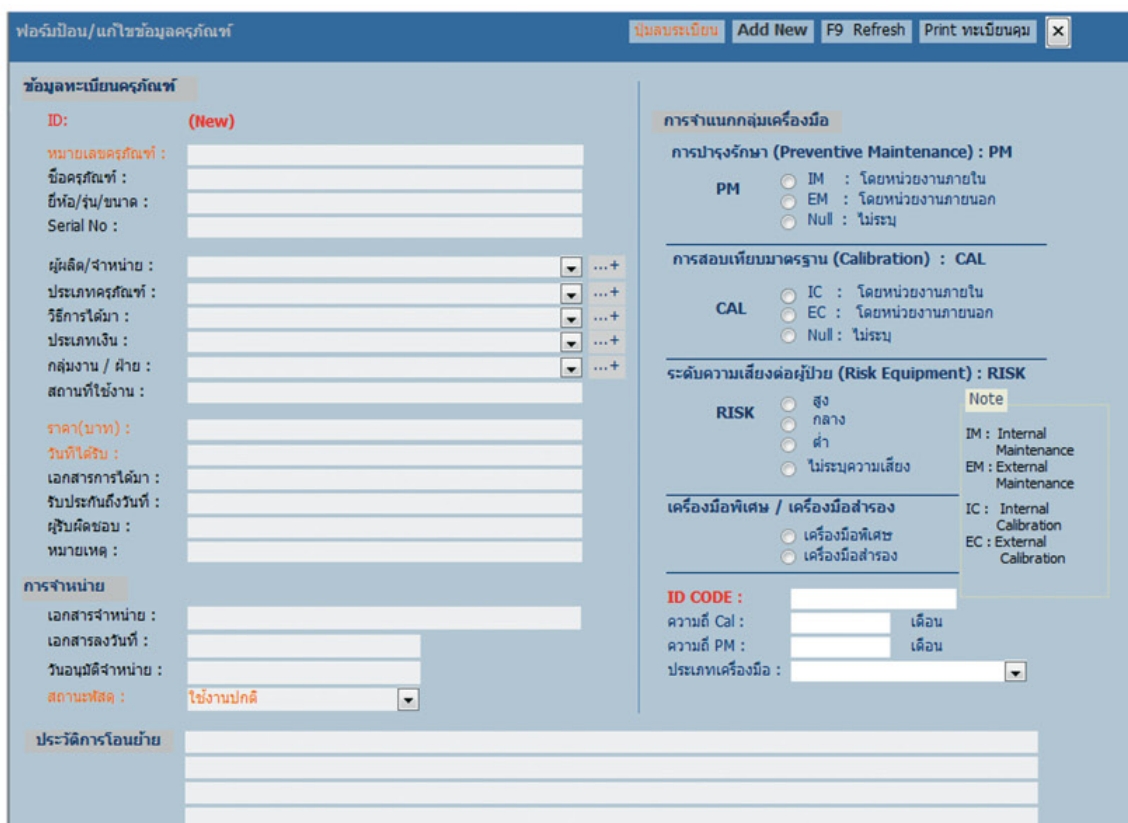 ฟอร์มป้อน/แก้ไขข้อมูลครุภัณฑ์
ปุ่มลบระเบียน Add New F9 Refresh Print ทะเบียนคุม X
ข้อมูลทะเบียนครุภัณฑ์
ID: (New)
หมายเลขครุภัณฑ์ :
ชื่อครุภัณฑ์ :
ยี่ห้อ/รุ่น/ขนาด :
Serial No :
ผู้ผลิต/จำหน่าย : ...+
ประเภทครุภัณฑ์ : ...+
วิธีการได้มา : ...+
ประเภทเงิน : ...+
กลุ่มงาน / ฝ่าย : ...+
สถานที่ใช้งาน :
ราคา(บาท) :
วันที่ได้รับ :
เอกสารการได้มา :
รับประกันถึงวันที่ :
ผู้รับผิดชอบ :
หมายเหตุ :
การจำหน่าย
เอกสารจำหน่าย :
เอกสารลงวันที่ :
วันอนุมัติจำหน่าย :
สถานะพัสดุ : ใช้งานปกติ
ประวัติการโอนย้าย
การจำแนกกลุ่มเครื่องมือ
การบำรุงรักษา (Preventive Maintenance) : PM
PM
IM : โดยหน่วยงานภายใน
EM : โดยหน่วยงานภายนอก
Null : ไม่ระบุ
การสอบเทียบมาตรฐาน (Calibration) : CAL
CAL
IC : โดยหน่วยงานภายใน
EC : โดยหน่วยงานภายนอก
Null : ไม่ระบุ
ระดับความเสี่ยงต่อผู้ป่วย (Risk Equipment) : RISK
RISK
สูง
กลาง
ต่ำ
ไม่ระบุความเสี่ยง
Note
IM : Internal
Maintenance
EM : External
Maintenance
IC : Internal
Calibration
EC : External
Calibration
เครื่องมือพิเศษ / เครื่องมือสำรอง
เครื่องมือพิเศษ
เครื่องมือสำรอง
ID CODE :
ความถี่ Cal : เดือน
ความถี่ PM : เดือน
ประเภทเครื่องมือ :